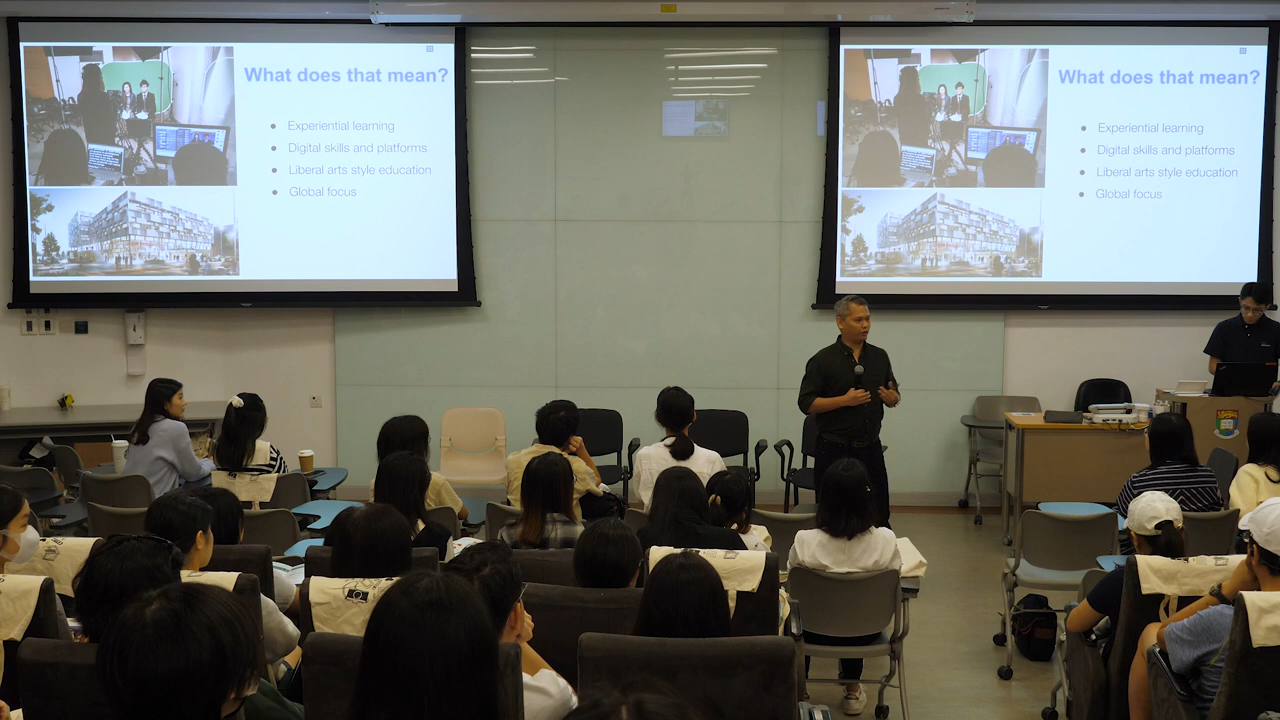 What does that mean?
● Experiential learning
● Digital skills and platforms
● Liberal arts style education
● Global focus
What does that mean?
● Experiential learning
● Digital skills and platforms
● Liberal arts style education
● Global focus